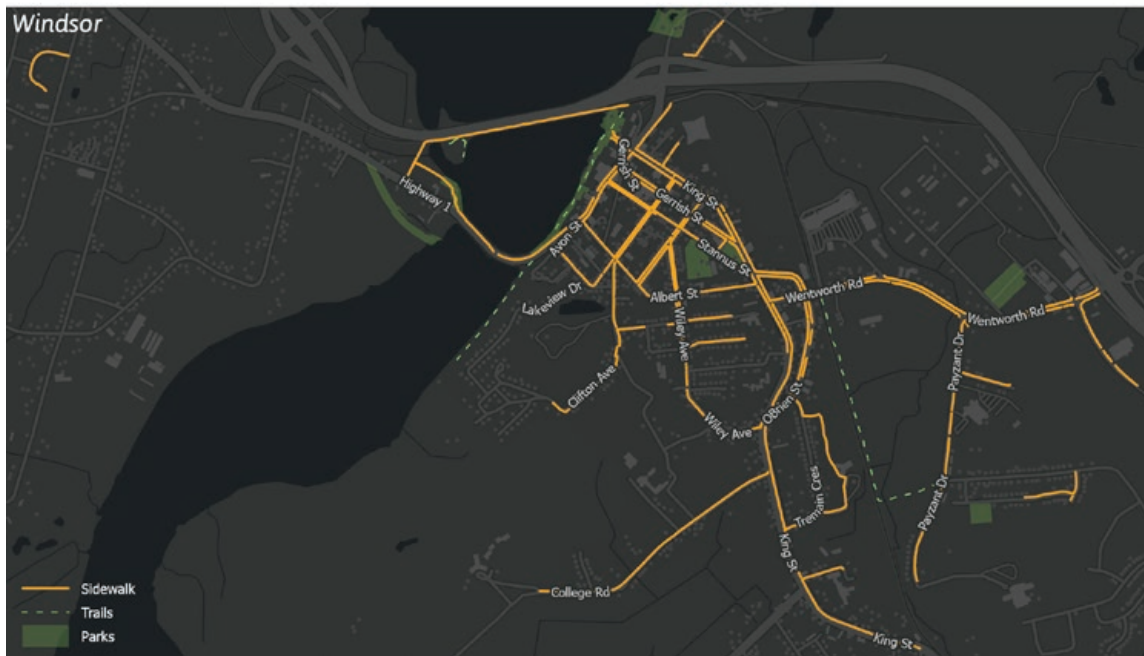 Windsor
Highway 1
Gerrish St
King St
Gerrish St
Avon St
Stannus St
Lakeview Dr
Albert St
Wentworth Rd
Wentworth Rd
Wiley Ave
Payzant Dr
Clifton Ave
OBrien St
Wiley Ave
Tremain Cres
Payzant Dr
King St
College Rd
King St
Sidewalk
Trails
Parks